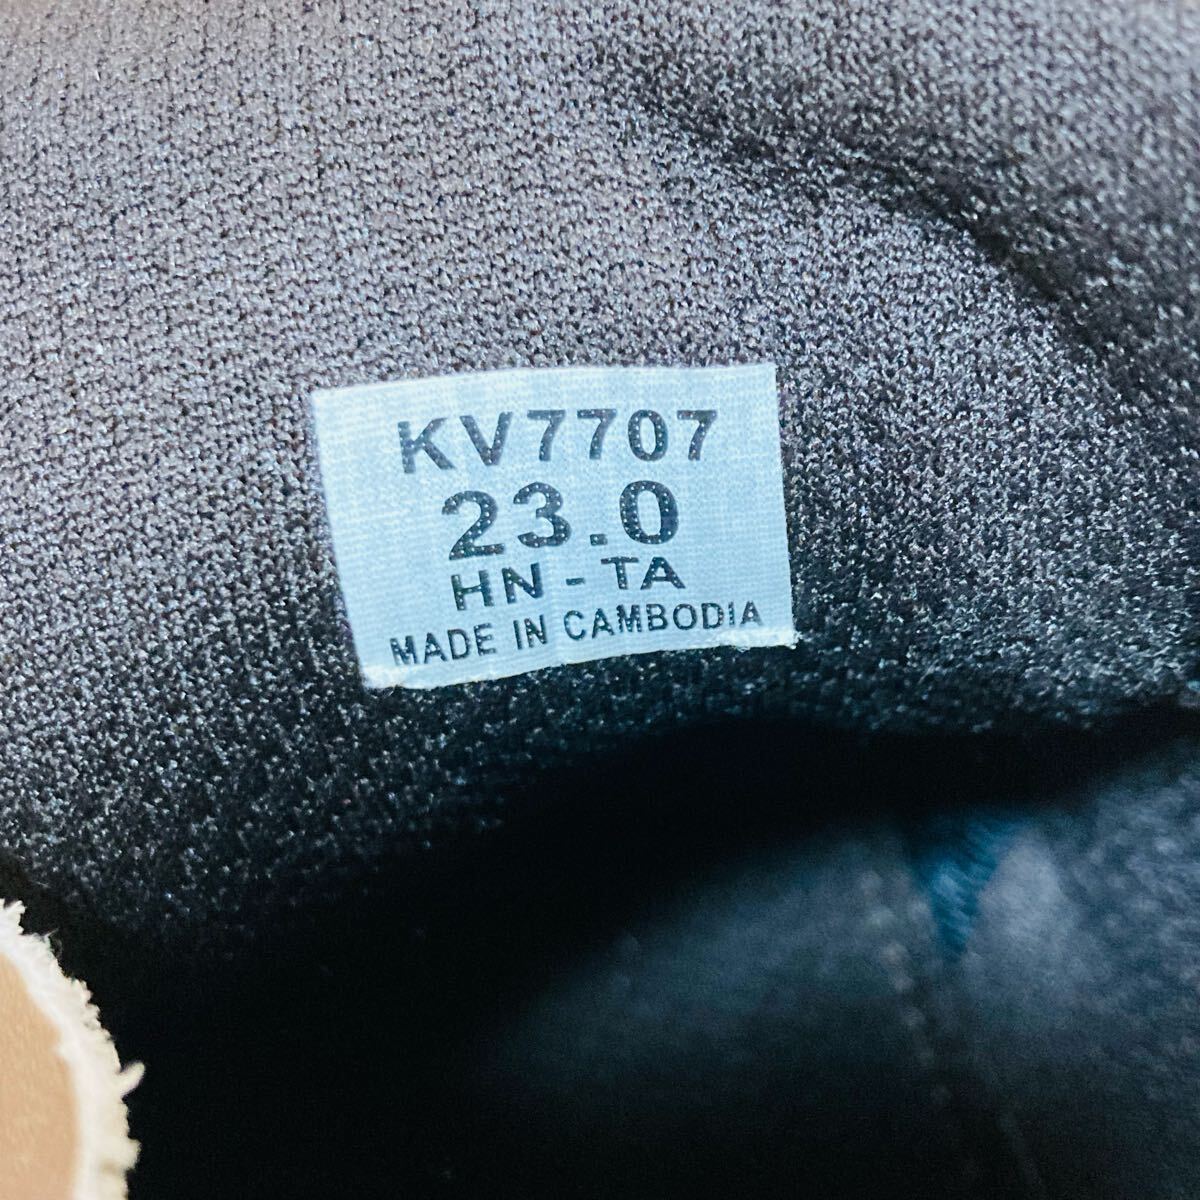 KV7707
23.0
HN - TA
MADE IN CAMBODIA